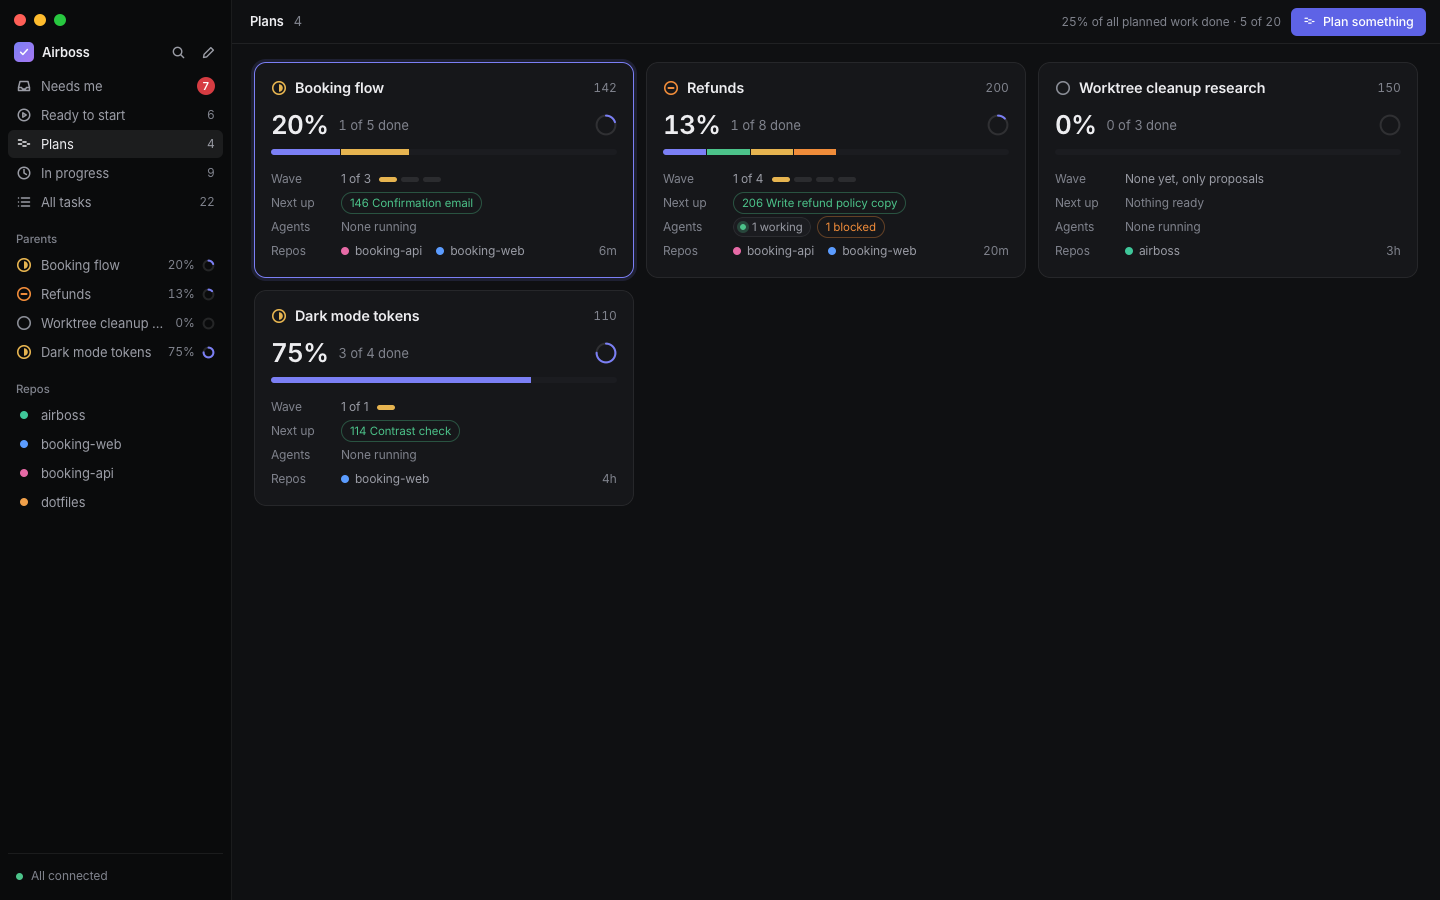 Airboss
Needs me 7
Ready to start 6
Plans 4
In progress 9
All tasks 22
Parents
Booking flow 20%
Refunds 13%
Worktree cleanup ... 0%
Dark mode tokens 75%
Repos
airboss
booking-web
booking-api
dotfiles
All connected
Plans 4
25% of all planned work done · 5 of 20
Plan something
Booking flow 142
20% 1 of 5 done
Wave 1 of 3
Next up 146 Confirmation email
Agents None running
Repos booking-api booking-web 6m
Refunds 200
13% 1 of 8 done
Wave 1 of 4
Next up 206 Write refund policy copy
Agents 1 working 1 blocked
Repos booking-api booking-web 20m
Worktree cleanup research 150
0% 0 of 3 done
Wave None yet, only proposals
Next up Nothing ready
Agents None running
Repos airboss 3h
Dark mode tokens 110
75% 3 of 4 done
Wave 1 of 1
Next up 114 Contrast check
Agents None running
Repos booking-web 4h